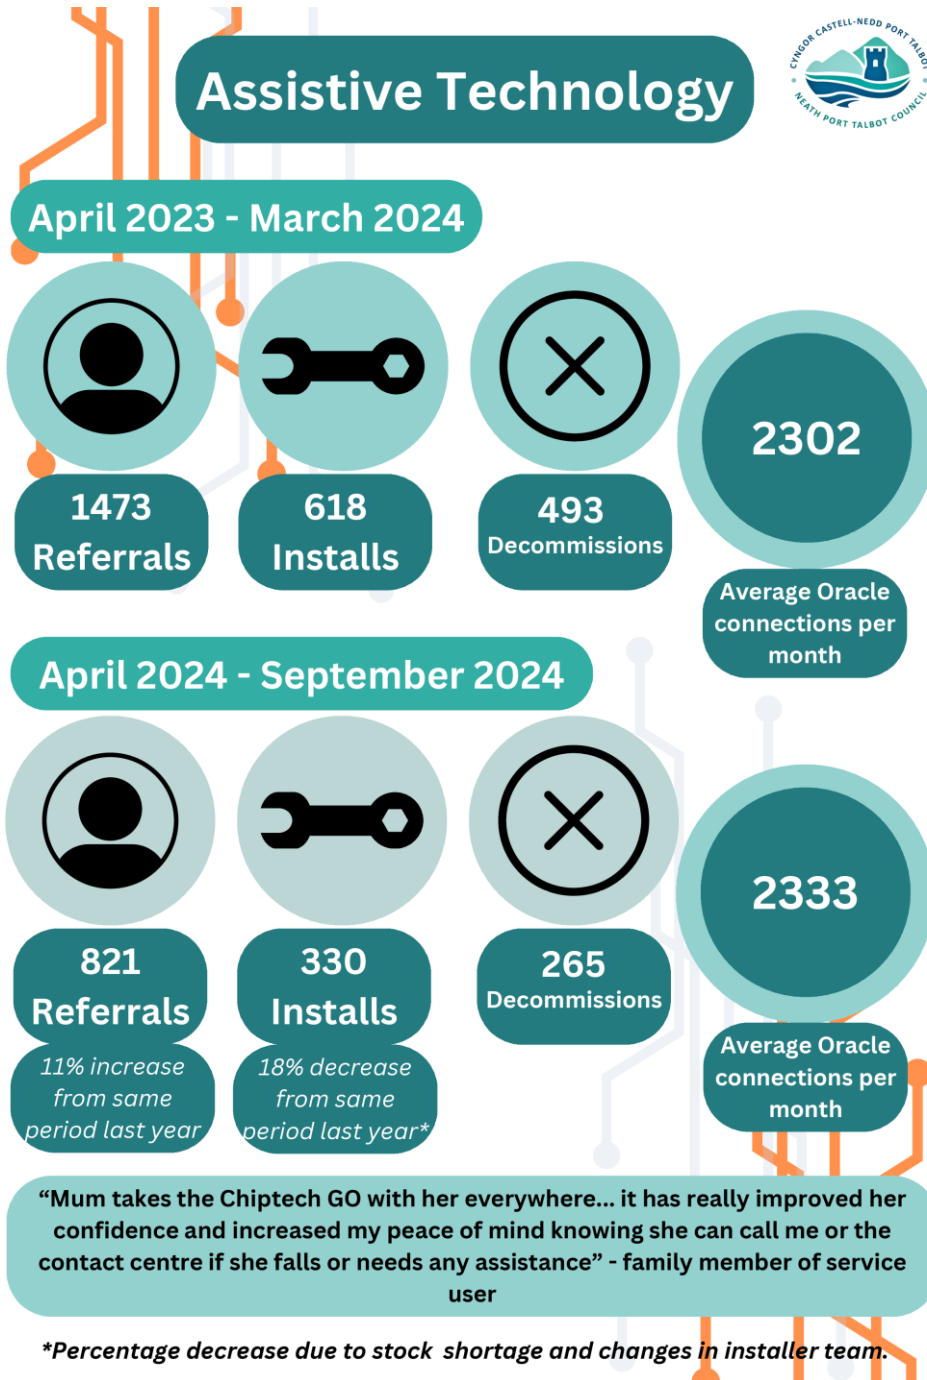 Assistive Technology
CYNGOR CASTELL-NEDD PORT TALBOT
NEATH PORT TALBOT COUNCIL
April 2023 - March 2024
1473
Referrals
618
Installs
493
Decommissions
2302
Average Oracle
connections per
month
April 2024 - September 2024
821
Referrals
11% increase
from same
period last year
330
Installs
18% decrease
from same
period last year*
265
Decommissions
2333
Average Oracle
connections per
month
“Mum takes the Chiptech GO with her everywhere... it has really improved her
confidence and increased my peace of mind knowing she can call me or the
contact centre if she falls or needs any assistance” - family member of service
user
*Percentage decrease due to stock shortage and changes in installer team.